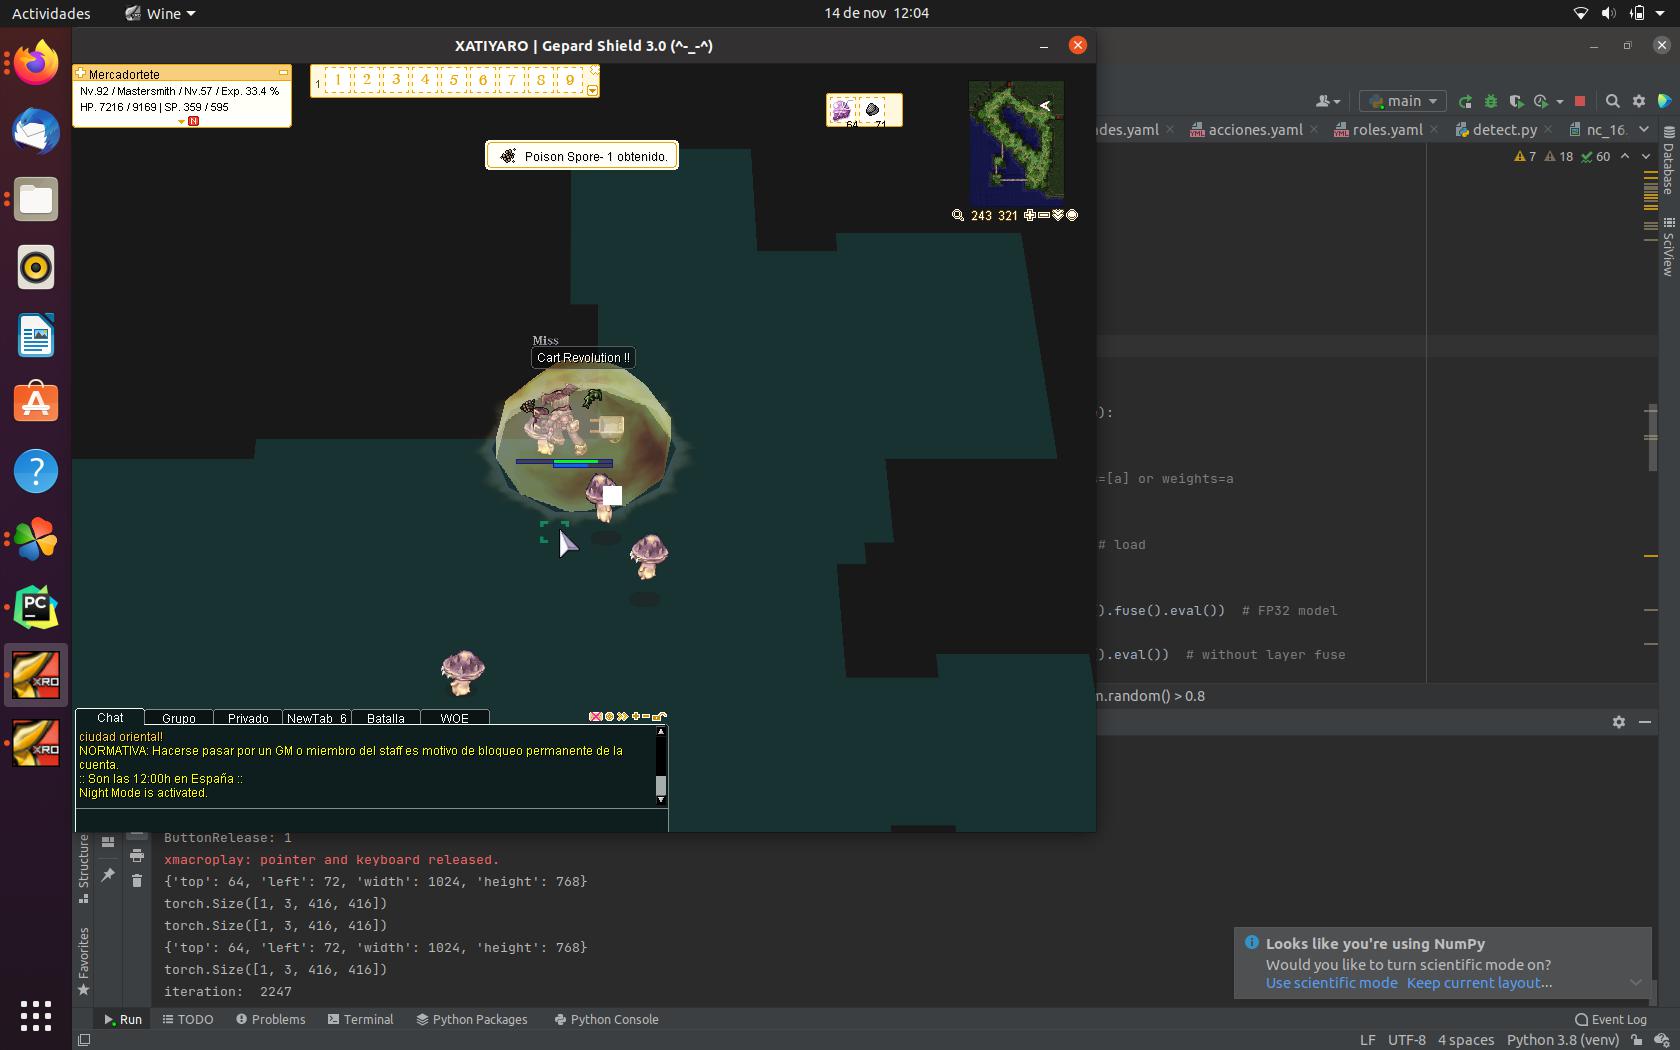 Actividades
Wine
14 de nov 12:04
XATIYARO | Gepard Shield 3.0 (^-_-^)
Mercadortete
Nv.92 / Mastersmith / Nv.57 / Exp. 33.4 %
HP. 7216 / 9169 | SP. 359 / 595
N
1 1 2 3 4 5 6 7 8 9
64 71
Poison Spore- 1 obtenido.
243 321
Miss
Cart Revolution !!
Chat Grupo Privado NewTab_6 Batalla WOE
ciudad oriental!
NORMATIVA: Hacerse pasar por un GM o miembro del staff es motivo de bloqueo permanente de la
cuenta.
:: Son las 12:00h en España ::
Night Mode is activated.
main
des.yaml acciones.yaml roles.yaml detect.py nc_16.
7 18 60
Database
SciView
):
=[a] or weights=a
# load
).fuse().eval()) # FP32 model
).eval()) # without layer fuse
m.random() > 0.8
PC
XRO
XRO
Structure
Favorites
ButtonRelease: 1
xmacroplay: pointer and keyboard released.
{'top': 64, 'left': 72, 'width': 1024, 'height': 768}
torch.Size([1, 3, 416, 416])
torch.Size([1, 3, 416, 416])
{'top': 64, 'left': 72, 'width': 1024, 'height': 768}
torch.Size([1, 3, 416, 416])
iteration:  2247
Looks like you're using NumPy
Would you like to turn scientific mode on?
Use scientific mode Keep current layout...
Run TODO Problems Terminal Python Packages Python Console
Event Log
LF UTF-8 4 spaces Python 3.8 (venv)